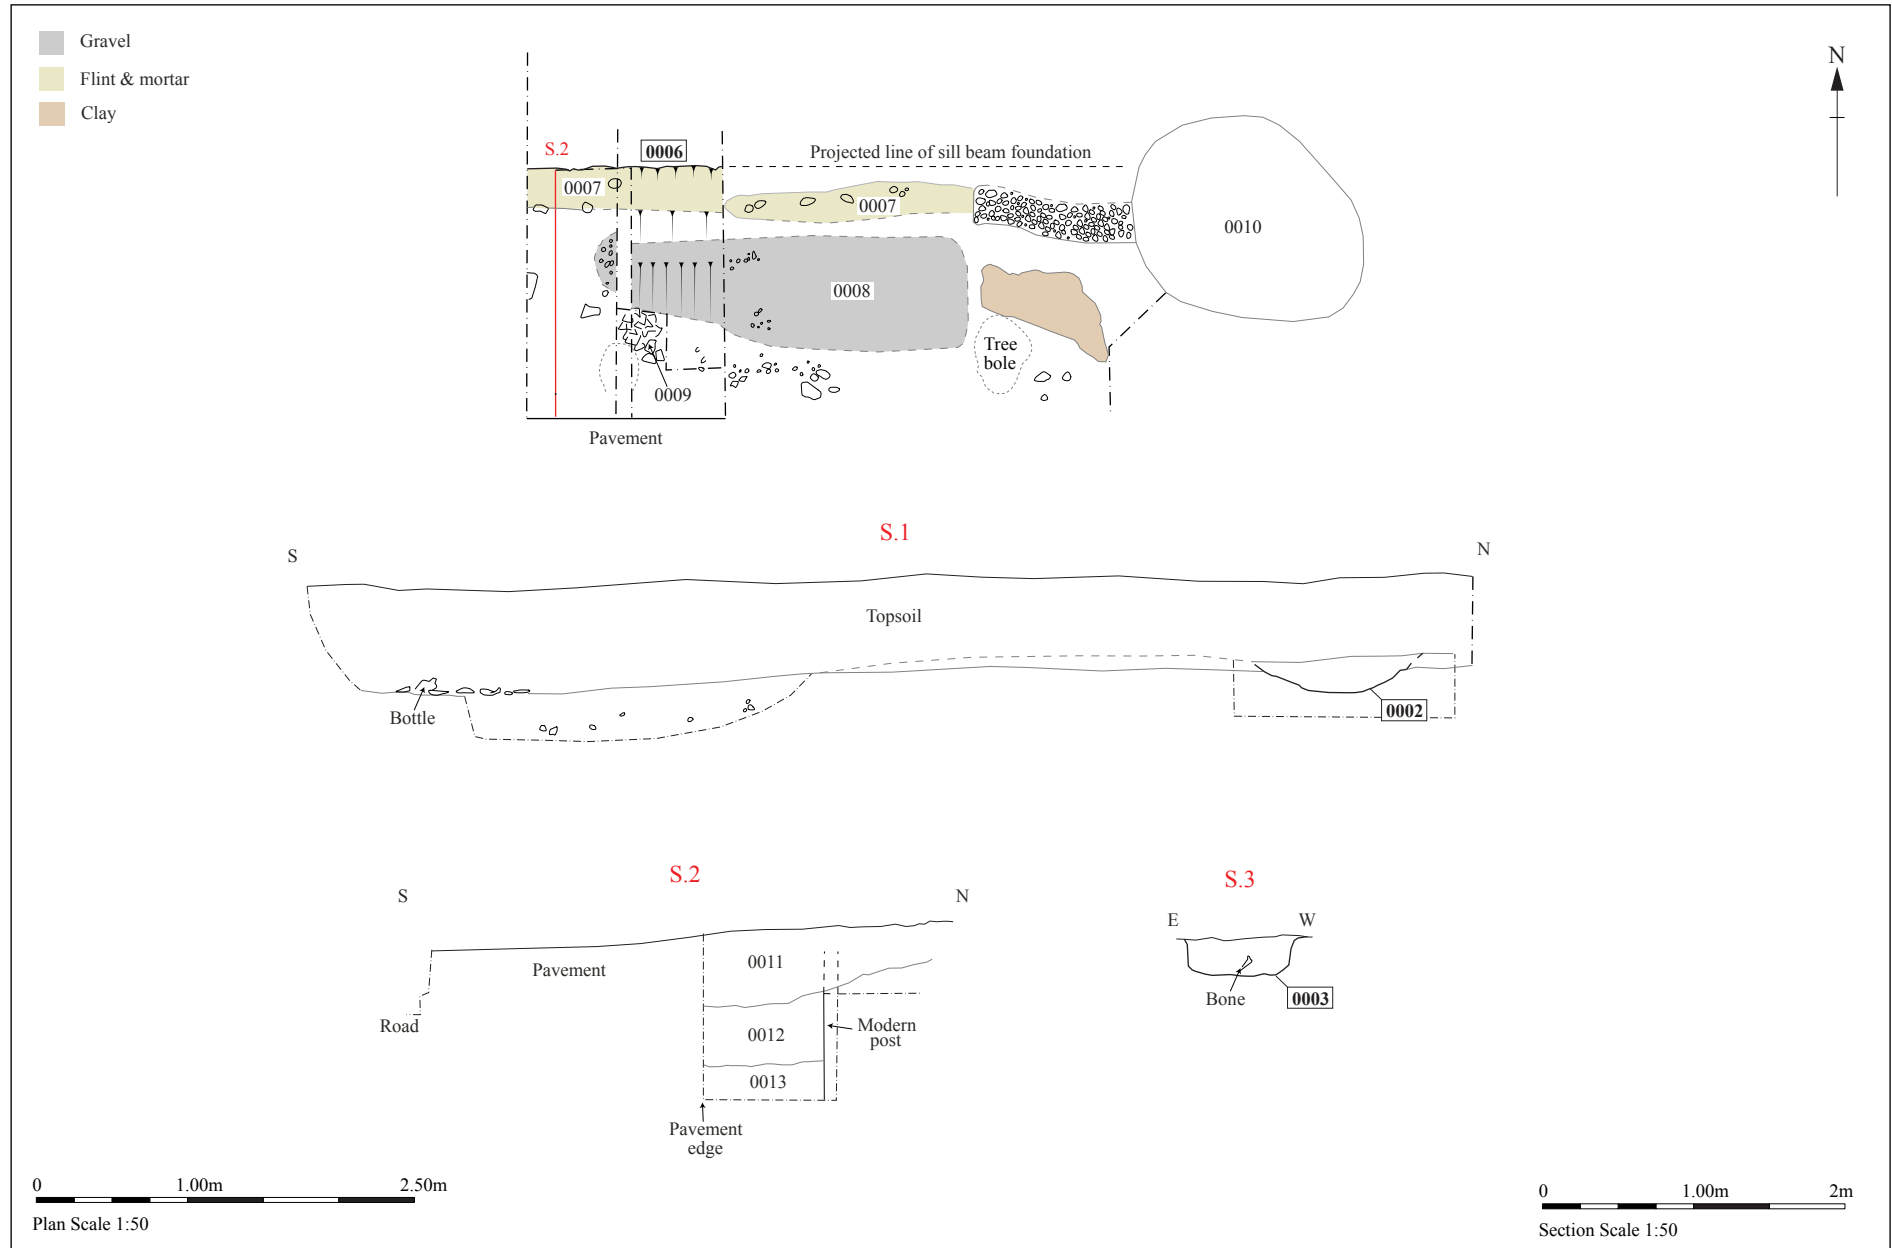 Gravel
Flint & mortar
Clay
N
S.2
0006
Projected line of sill beam foundation
0007
0007
0010
0008
Tree
bole
0009
Pavement
S.1
S
N
Topsoil
Bottle
0002
S.2
S
N
Pavement
0011
Road
0012
Modern
post
0013
Pavement
edge
S.3
E
W
Bone
0003
0
1.00m
2.50m
Plan Scale 1:50
0
1.00m
2m
Section Scale 1:50